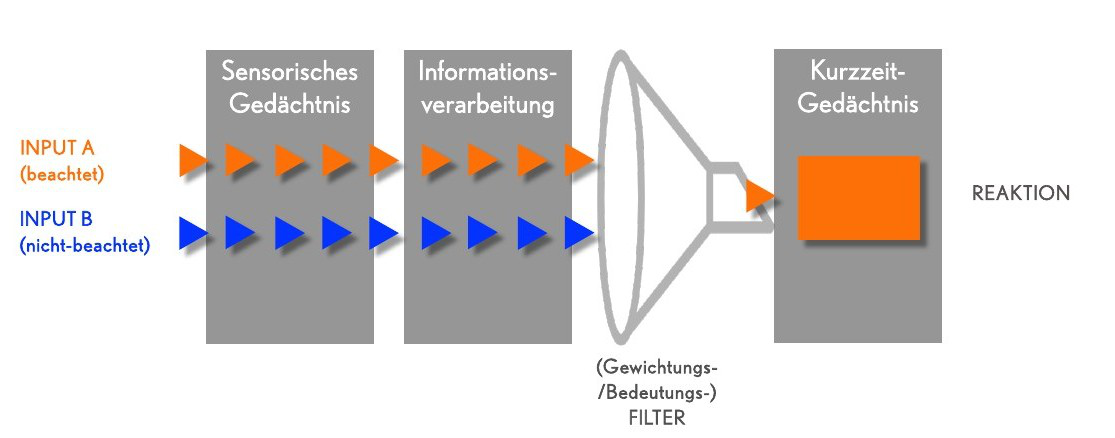 Sensorisches
Gedächtnis
Informations-
verarbeitung
Kurzzeit-
Gedächtnis
INPUT A
(beachtet)
INPUT B
(nicht-beachtet)
REAKTION
(Gewichtungs-
/Bedeutungs-)
FILTER